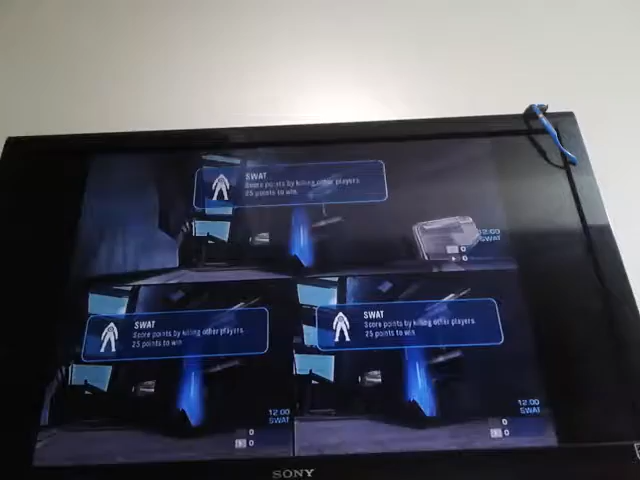 SWAT
Score points by killing other players.
25 points to win.
12:00
SWAT
0
0
SWAT
Score points by killing other players.
25 points to win
12:00
SWAT
0
0
SWAT
Score points by killing other players.
25 points to win
12:00
SWAT
0
0
SONY